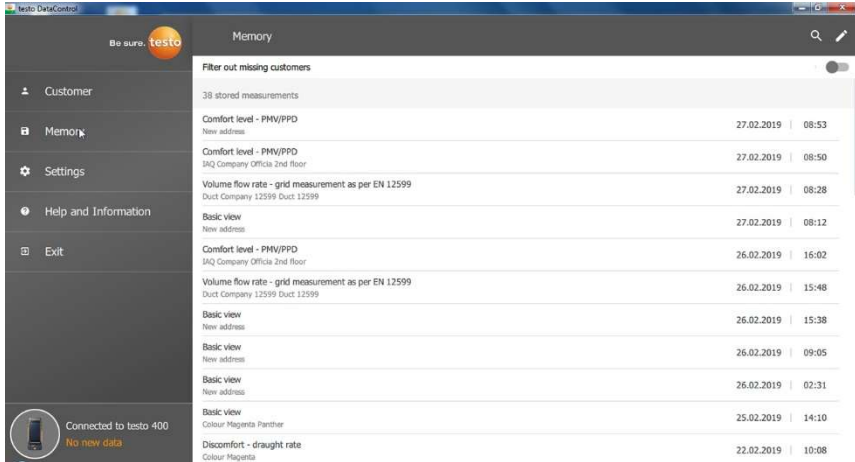 testo DataControl
Be sure. testo
Memory
Filter out missing customers
Customer
38 stored measurements
Memory
Comfort level - PMV/PPD
New address
27.02.2019 | 08:53
Comfort level - PMV/PPD
IAQ Company Officia 2nd floor
27.02.2019 | 08:50
Settings
Volume flow rate - grid measurement as per EN 12599
Duct Company 12599 Duct 12599
27.02.2019 | 08:28
Help and Information
Basic view
New address
27.02.2019 | 08:12
Exit
Comfort level - PMV/PPD
IAQ Company Officia 2nd floor
26.02.2019 | 16:02
Volume flow rate - grid measurement as per EN 12599
Duct Company 12599 Duct 12599
26.02.2019 | 15:48
Basic view
New address
26.02.2019 | 15:38
Basic view
New address
26.02.2019 | 09:05
Basic view
New address
26.02.2019 | 02:31
Basic view
Colour Magenta Panther
25.02.2019 | 14:10
Connected to testo 400
No new data
Discomfort - draught rate
Colour Magenta
22.02.2019 | 10:08